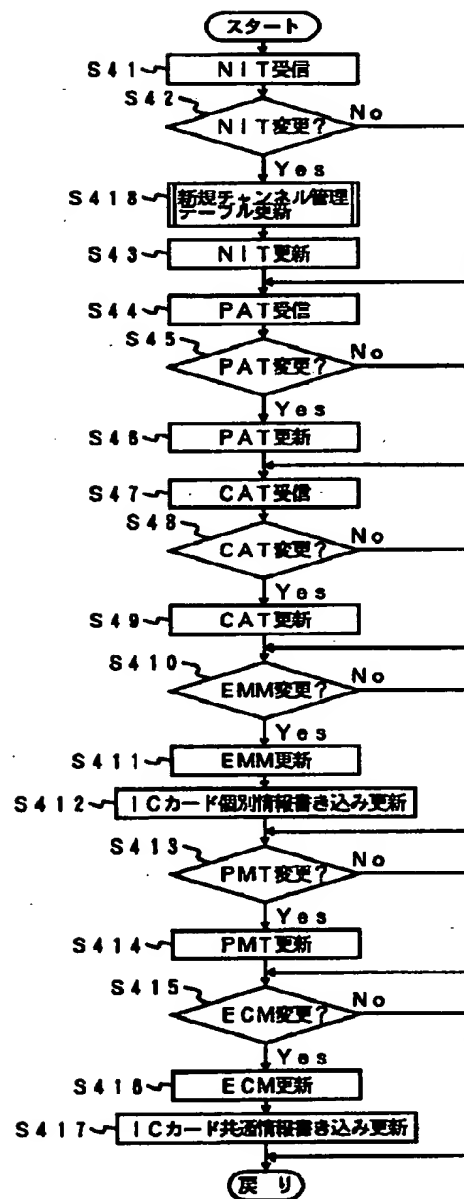 スタート
S41
NIT受信
S42
NIT変更?
No
Yes
S418
新規チャンネル管理
テーブル更新
S43
NIT更新
S44
PAT受信
S45
PAT変更?
No
Yes
S46
PAT更新
S47
CAT受信
S48
CAT変更?
No
Yes
S49
CAT更新
S410
EMM変更?
No
Yes
S411
EMM更新
S412
ICカード個別情報書き込み更新
S413
PMT変更?
No
Yes
S414
PMT更新
S415
ECM変更?
No
Yes
S416
ECM更新
S417
ICカード共通情報書き込み更新
戻り